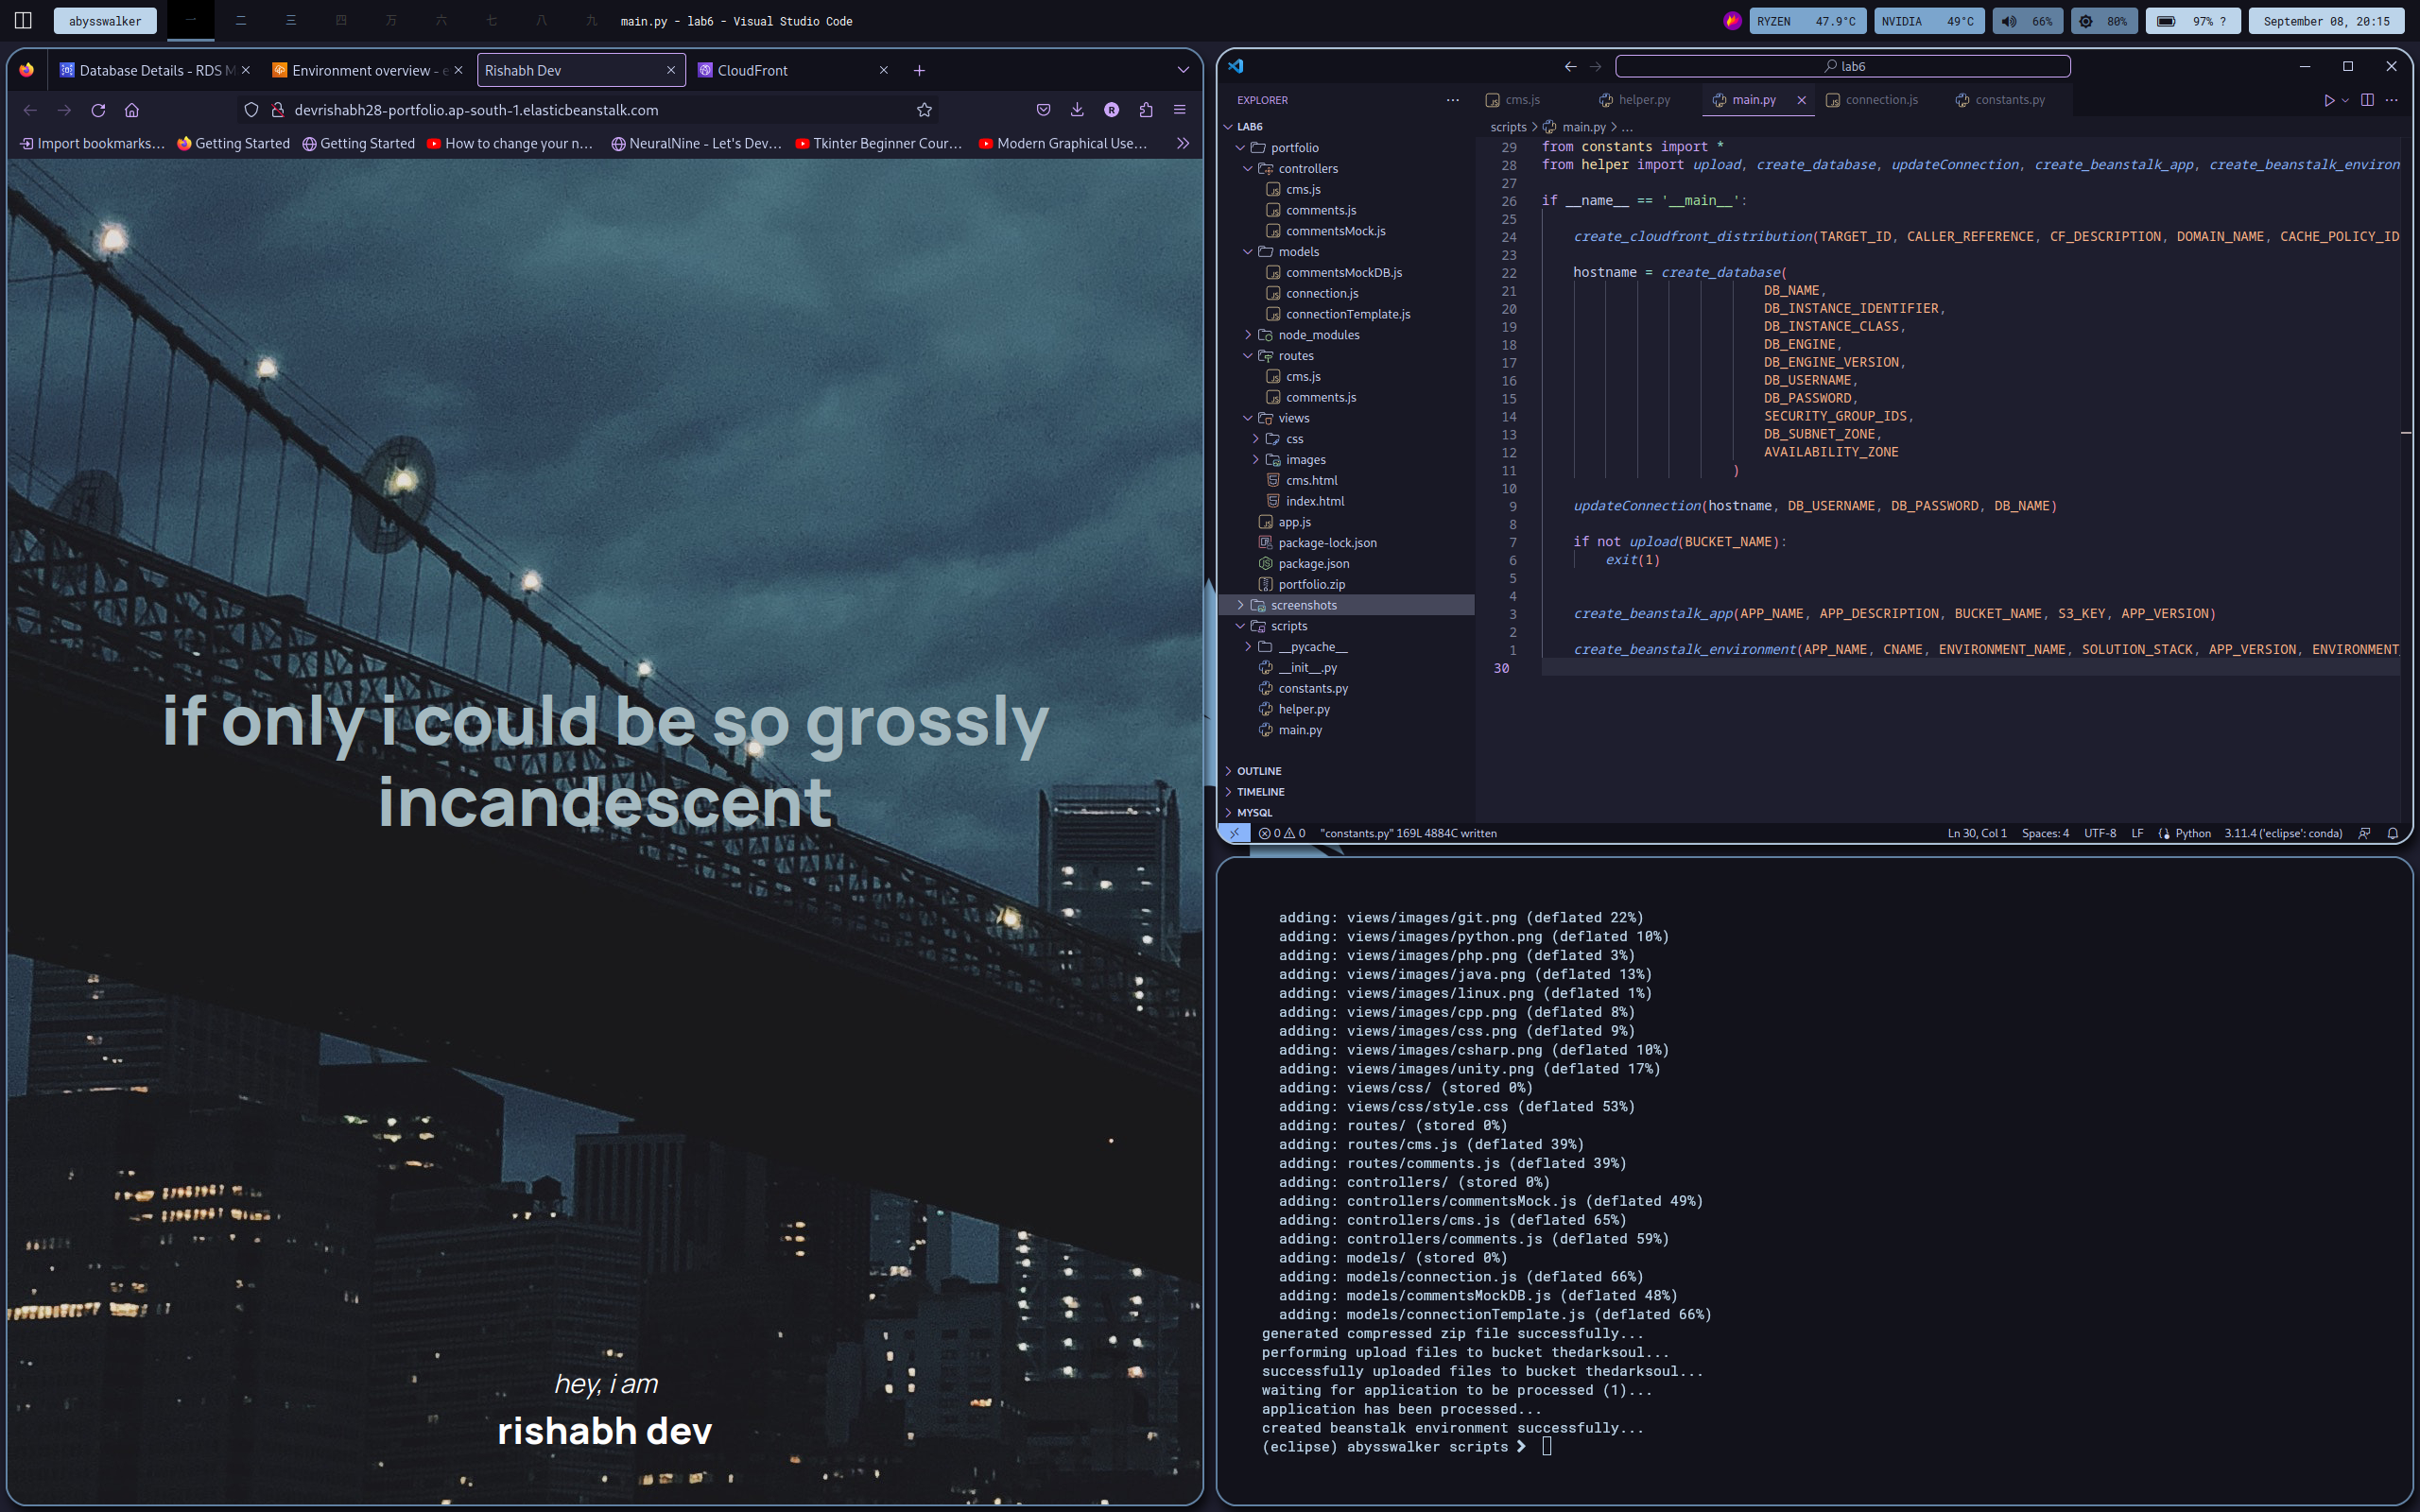 abysswalker 一 二 三 四 万 六 七 八 九 main.py - lab6 - Visual Studio Code RYZEN 47.9°C NVIDIA 49°C 66% 80% 97% ? September 08, 20:15
Database Details - RDS M Environment overview - e Rishabh Dev CloudFront
devrishabh28-portfolio.ap-south-1.elasticbeanstalk.com
Import bookmarks... Getting Started Getting Started How to change your n... NeuralNine - Let's Dev... Tkinter Beginner Cour... Modern Graphical Use...
if only i could be so grossly
incandescent
hey, i am
rishabh dev
lab6
EXPLORER
LAB6
portfolio
controllers
cms.js
comments.js
commentsMock.js
models
commentsMockDB.js
connection.js
connectionTemplate.js
node_modules
routes
cms.js
comments.js
views
css
images
cms.html
index.html
app.js
package-lock.json
package.json
portfolio.zip
screenshots
scripts
__pycache__
__init__.py
constants.py
helper.py
main.py
OUTLINE
TIMELINE
MYSQL
cms.js helper.py main.py connection.js constants.py
scripts > main.py > ...
29 from constants import *
28 from helper import upload, create_database, updateConnection, create_beanstalk_app, create_beanstalk_environ
27
26 if __name__ == '__main__':
25
24 create_cloudfront_distribution(TARGET_ID, CALLER_REFERENCE, CF_DESCRIPTION, DOMAIN_NAME, CACHE_POLICY_ID
23
22 hostname = create_database(
21 DB_NAME,
20 DB_INSTANCE_IDENTIFIER,
19 DB_INSTANCE_CLASS,
18 DB_ENGINE,
17 DB_ENGINE_VERSION,
16 DB_USERNAME,
15 DB_PASSWORD,
14 SECURITY_GROUP_IDS,
13 DB_SUBNET_ZONE,
12 AVAILABILITY_ZONE
11 )
10
9 updateConnection(hostname, DB_USERNAME, DB_PASSWORD, DB_NAME)
8
7 if not upload(BUCKET_NAME):
6 exit(1)
5
4
3 create_beanstalk_app(APP_NAME, APP_DESCRIPTION, BUCKET_NAME, S3_KEY, APP_VERSION)
2
1 create_beanstalk_environment(APP_NAME, CNAME, ENVIRONMENT_NAME, SOLUTION_STACK, APP_VERSION, ENVIRONMENT_
30
0 0 "constants.py" 169L 4884C written Ln 30, Col 1 Spaces: 4 UTF-8 LF Python 3.11.4 ('eclipse': conda)
adding: views/images/git.png (deflated 22%)
adding: views/images/python.png (deflated 10%)
adding: views/images/php.png (deflated 3%)
adding: views/images/java.png (deflated 13%)
adding: views/images/linux.png (deflated 1%)
adding: views/images/cpp.png (deflated 8%)
adding: views/images/css.png (deflated 9%)
adding: views/images/csharp.png (deflated 10%)
adding: views/images/unity.png (deflated 17%)
adding: views/css/ (stored 0%)
adding: views/css/style.css (deflated 53%)
adding: routes/ (stored 0%)
adding: routes/cms.js (deflated 39%)
adding: routes/comments.js (deflated 39%)
adding: controllers/ (stored 0%)
adding: controllers/commentsMock.js (deflated 49%)
adding: controllers/cms.js (deflated 65%)
adding: controllers/comments.js (deflated 59%)
adding: models/ (stored 0%)
adding: models/connection.js (deflated 66%)
adding: models/commentsMockDB.js (deflated 48%)
adding: models/connectionTemplate.js (deflated 66%)
generated compressed zip file successfully...
performing upload files to bucket thedarksoul...
successfully uploaded files to bucket thedarksoul...
waiting for application to be processed (1)...
application has been processed...
created beanstalk environment successfully...
(eclipse) abysswalker scripts ❯